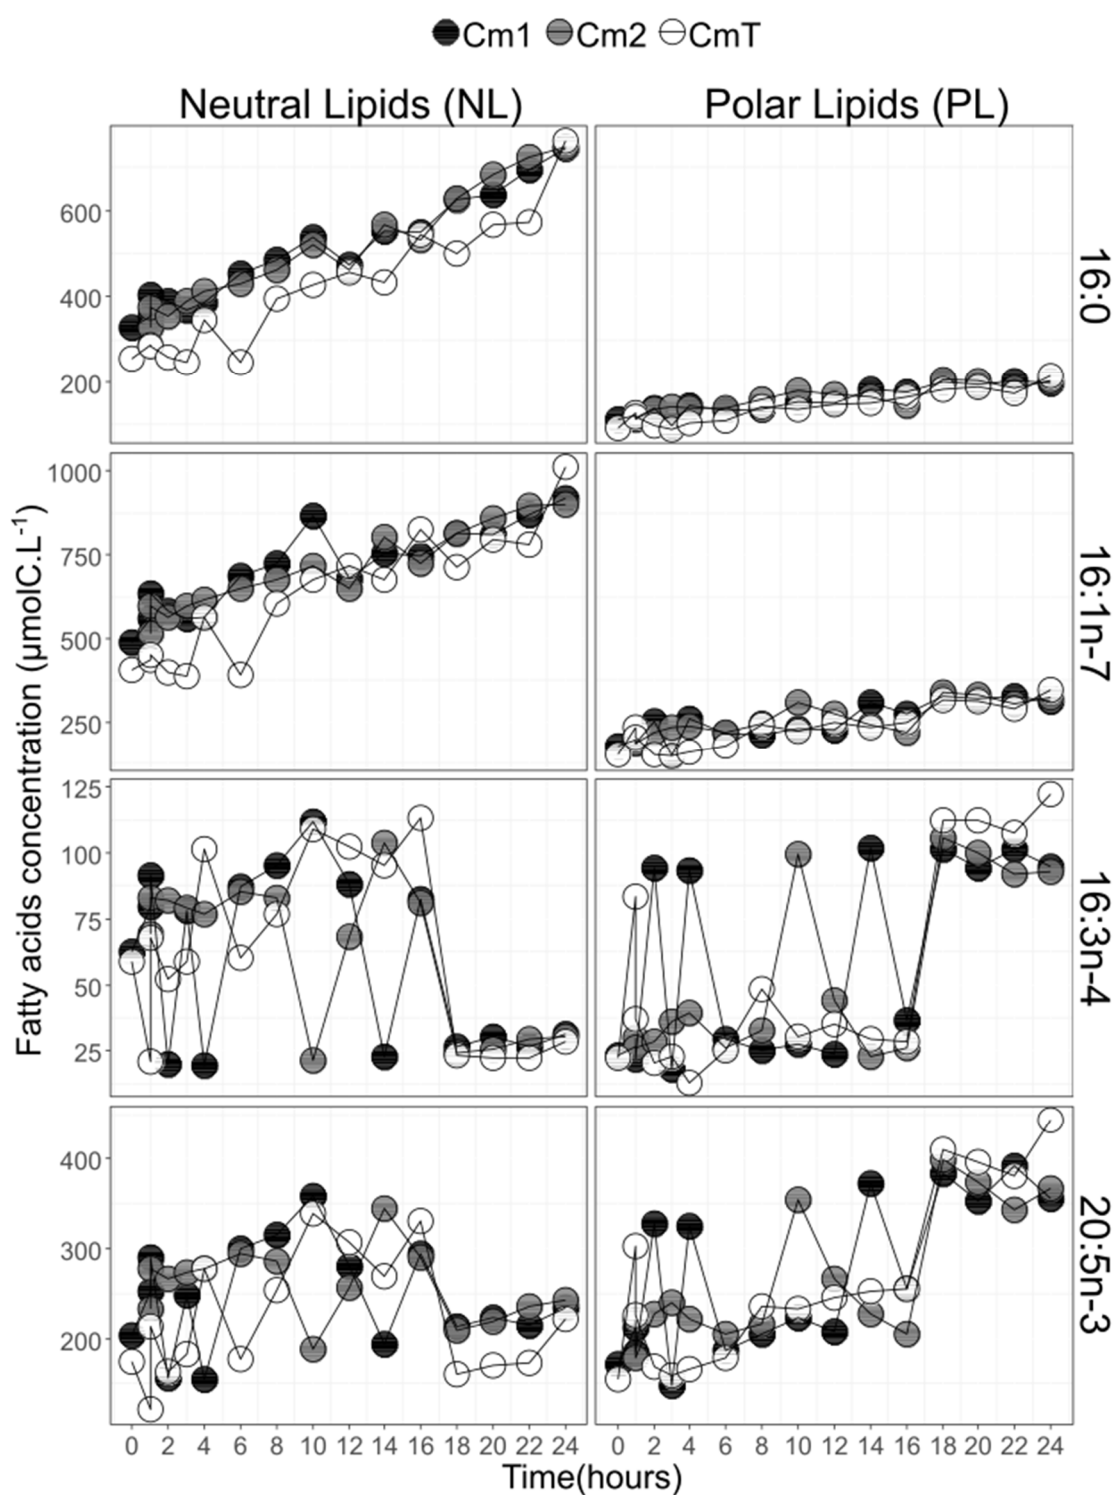 Cm1 Cm2 CmT
Neutral Lipids (NL) Polar Lipids (PL)
600
400
200
16:0
1000
750
500
250
16:1n-7
125
100
75
50
25
16:3n-4
400
300
200
20:5n-3
Fatty acids concentration (µmolC.L⁻¹)
0 2 4 6 8 10 12 14 16 18 20 22 24 0 2 4 6 8 10 12 14 16 18 20 22 24
Time(hours)